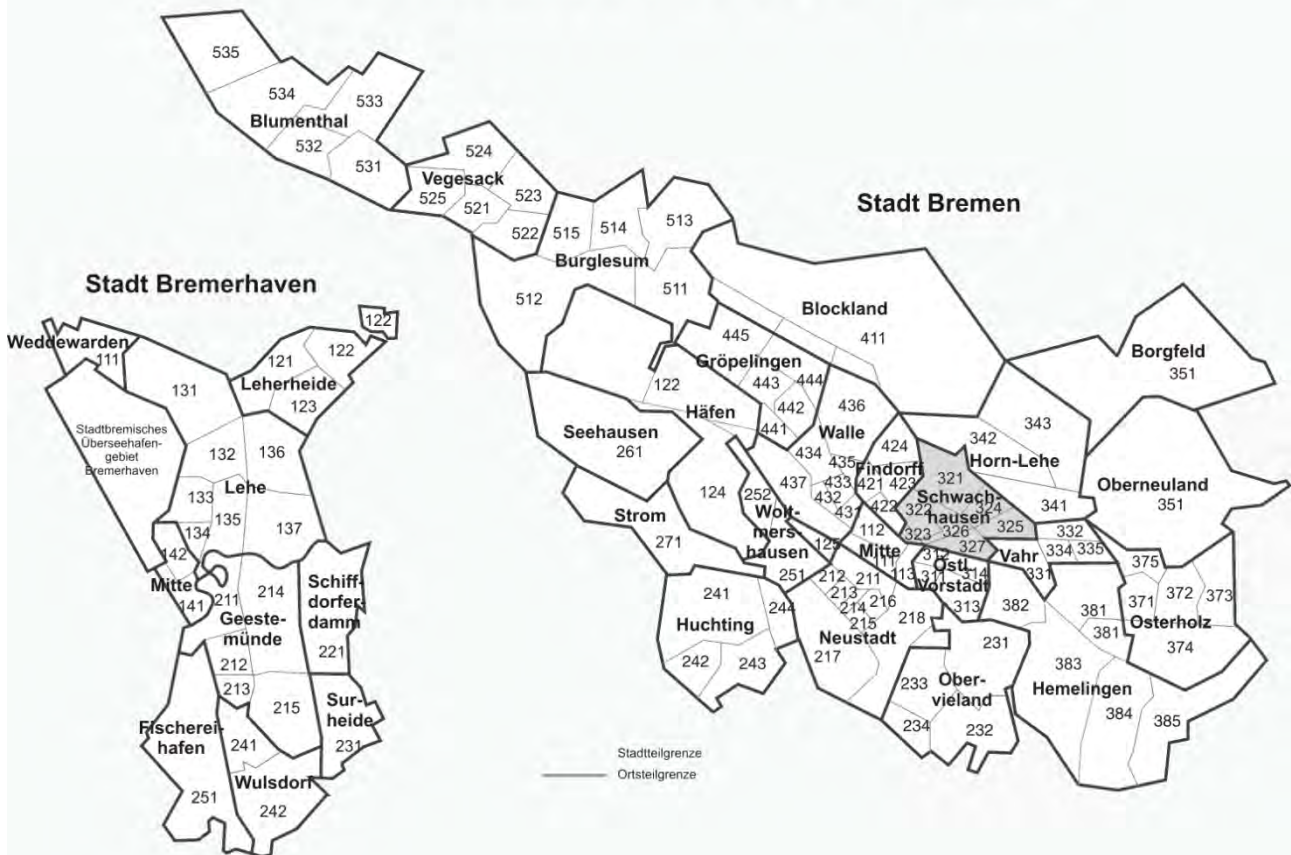 Stadt Bremen
Stadt Bremerhaven
535
534
533
Blumenthal
532
531
524
Vegesack
525
523
521
522
515
514
513
Burglesum
512
511
Blockland
411
Borgfeld
351
445
Gröpelingen
443
444
122
442
Häfen
441
436
Walle
434
424
343
342
Horn-Lehe
Seehausen
261
435
Findorff
321
433
421
423
437
432
Schwach-
hausen
322
324
341
Oberneuland
351
124
252
431
422
323
326
325
Strom
Wolt-
mers-
hausen
112
327
332
271
125
Mitte
111
312
Vahr
334
335
375
251
113
Östl.
Vorstadt
311
314
331
212
211
372
241
244
213
216
313
382
381
371
373
Huchting
214
218
381
Osterholz
215
Neustadt
231
374
242
243
217
383
233
Ober-
vieland
Hemelingen
234
232
384
385
122
Weddewarden
111
121
122
131
Leherheide
123
Stadtbremisches
Überseehafen-
gebiet
Bremerhaven
132
136
Lehe
133
135
137
134
142
Mitte
141
211
214
Schiff-
dorfer-
damm
Geeste-
münde
212
221
213
215
Sur-
heide
Fischerei-
hafen
241
231
Wulsdorf
251
242
Stadtteilgrenze
Ortsteilgrenze